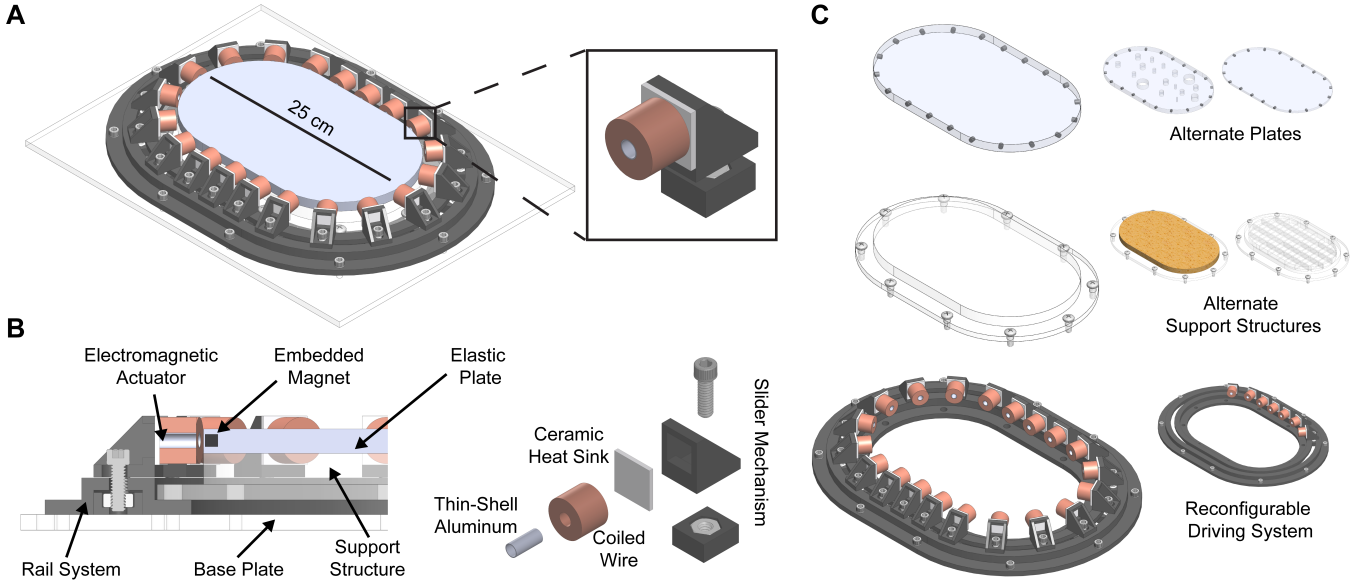 A
25 cm
B
Electromagnetic
Actuator
Embedded
Magnet
Elastic
Plate
Rail System
Base Plate
Support
Structure
Thin-Shell
Aluminum
Ceramic
Heat Sink
Coiled
Wire
Slider Mechanism
C
Alternate Plates
Alternate
Support Structures
Reconfigurable
Driving System